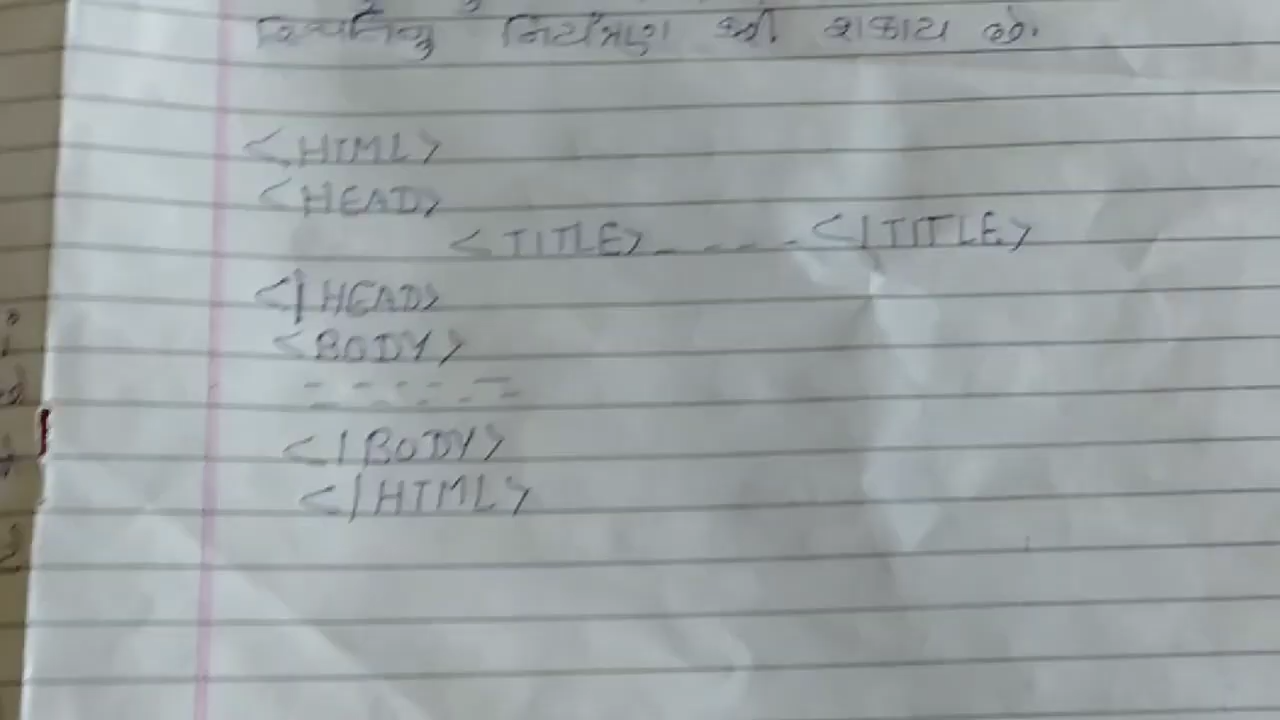 નિયંત્રણ કરી શકાય છે.
<HTML>
<HEAD>
<TITLE>_ _ _ _ _</TITLE>
</HEAD>
<BODY>
- - - - - -
- - - - -
</BODY>
</HTML>